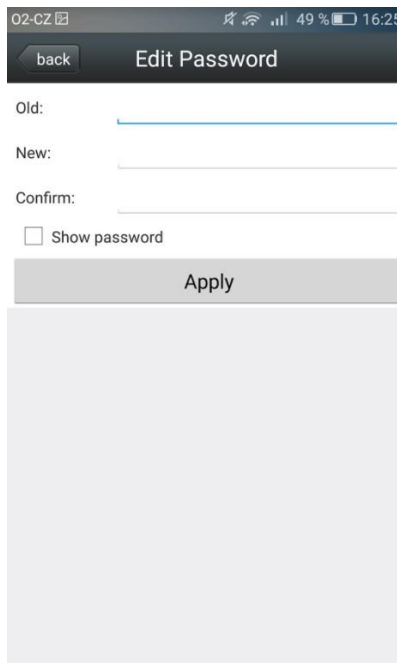 O2-CZ 49 % 16:25
back Edit Password
Old:
New:
Confirm:
Show password
Apply